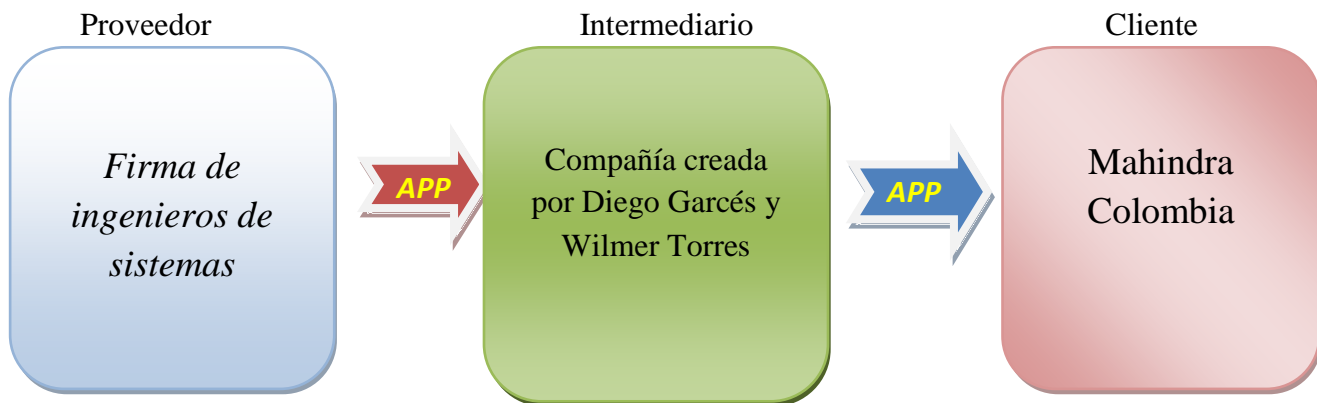 Proveedor
Intermediario
Cliente
Firma de
ingenieros de
sistemas
APP
Compañía creada
por Diego Garcés y
Wilmer Torres
APP
Mahindra
Colombia